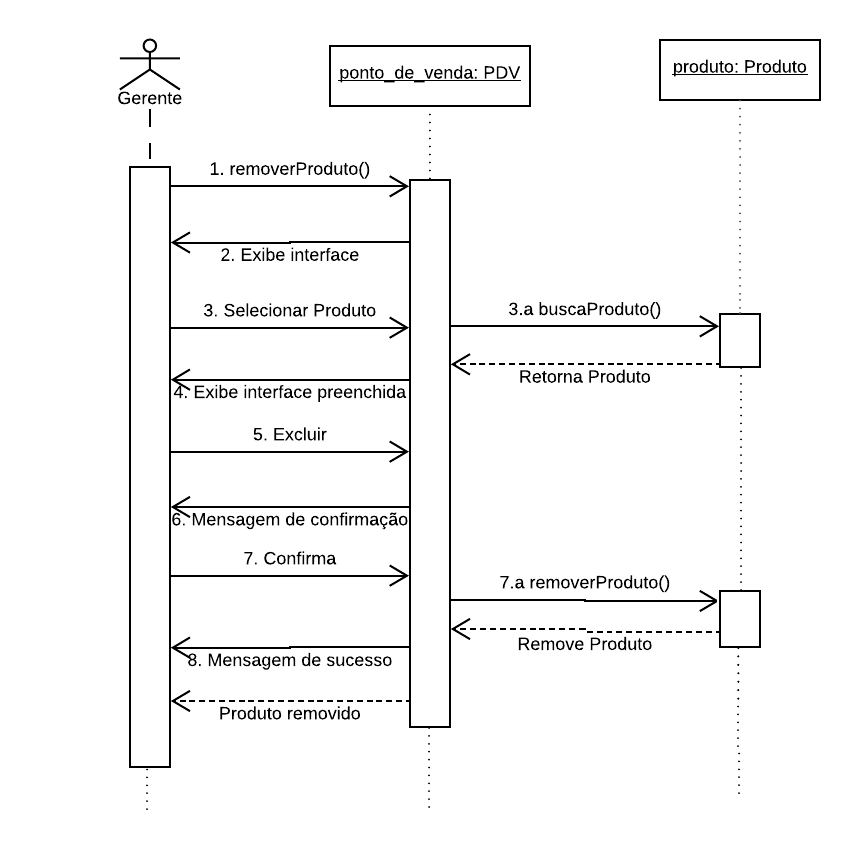 Gerente
ponto_de_venda: PDV
produto: Produto
1. removerProduto()
2. Exibe interface
3. Selecionar Produto
3.a buscaProduto()
Retorna Produto
4. Exibe interface preenchida
5. Excluir
6. Mensagem de confirmação
7. Confirma
7.a removerProduto()
Remove Produto
8. Mensagem de sucesso
Produto removido